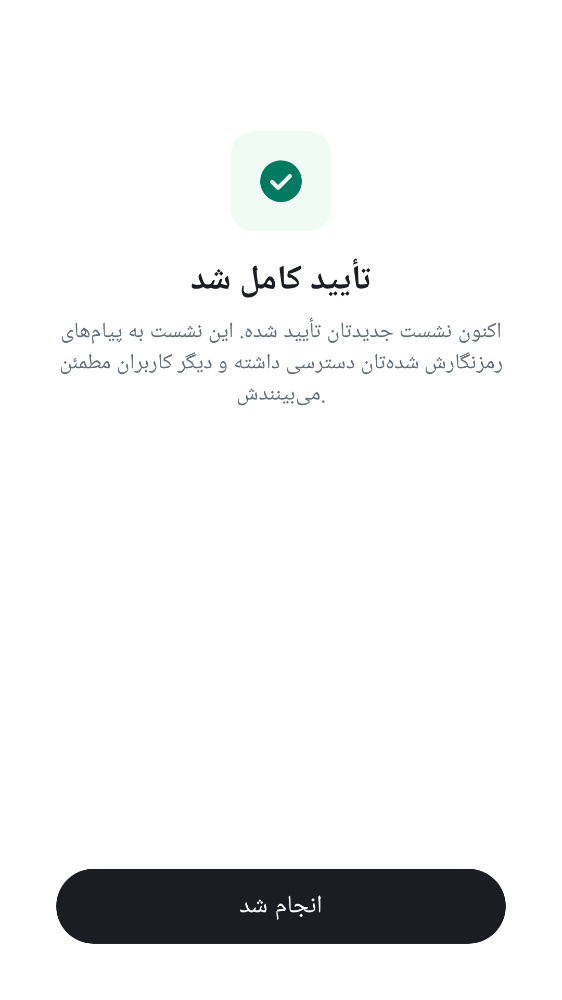 تأیید کامل شد
اکنون نشست جدیدتان تأیید شده. این نشست به پیام‌های
رمزنگارش شده‌تان دسترسی داشته و دیگر کاربران مطمئن
می‌بینندش.
انجام شد